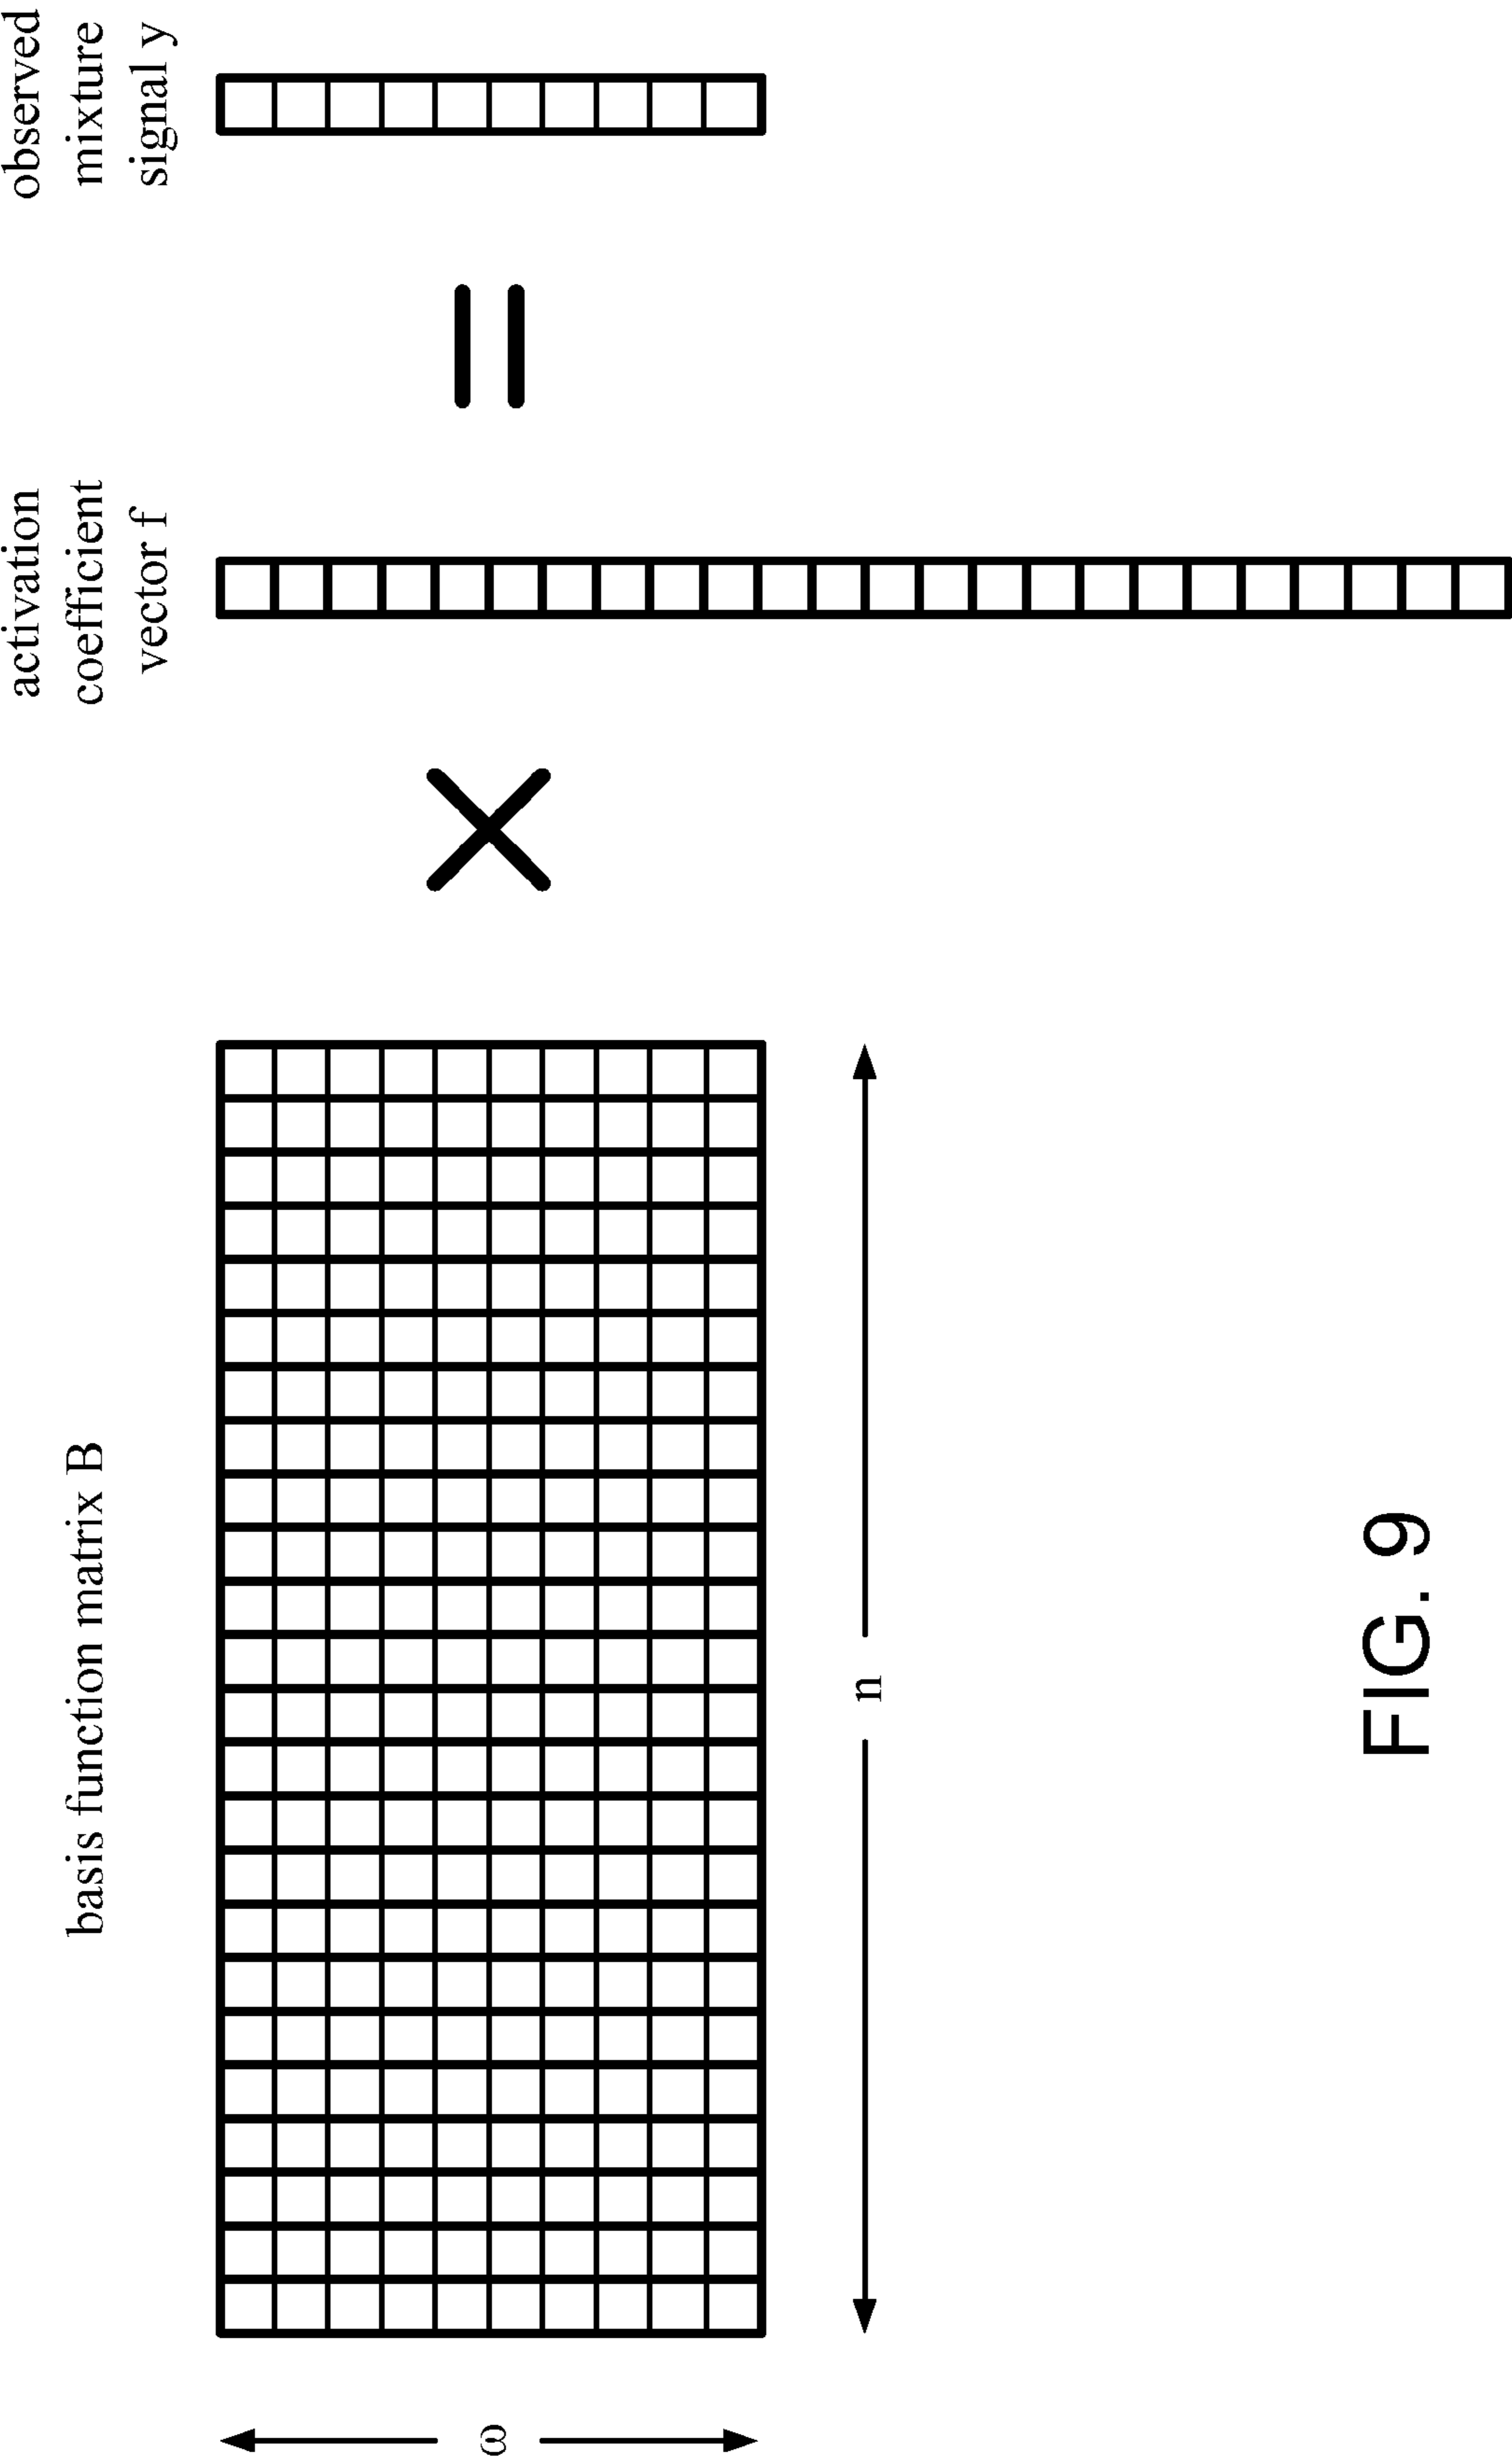 basis function matrix B
activation
coefficient
vector f
observed
mixture
signal y
ω
n
FIG. 9